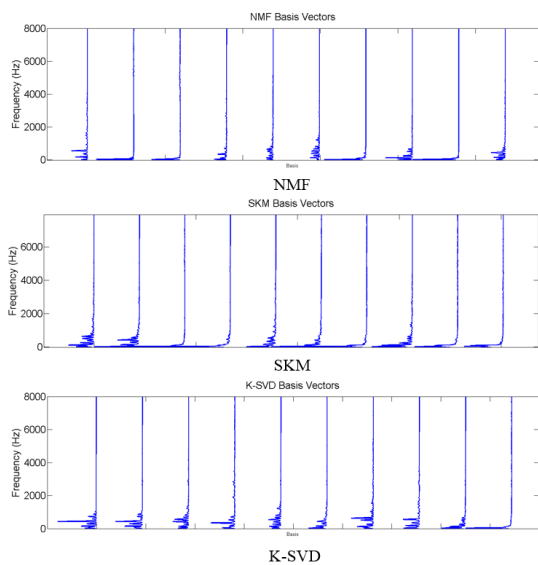 NMF Basis Vectors
8000
6000
4000
2000
0
Frequency (Hz)
Basis
NMF
SKM Basis Vectors
6000
4000
2000
0
Frequency (Hz)
SKM
K-SVD Basis Vectors
8000
6000
4000
2000
0
Frequency (Hz)
Basis
K-SVD